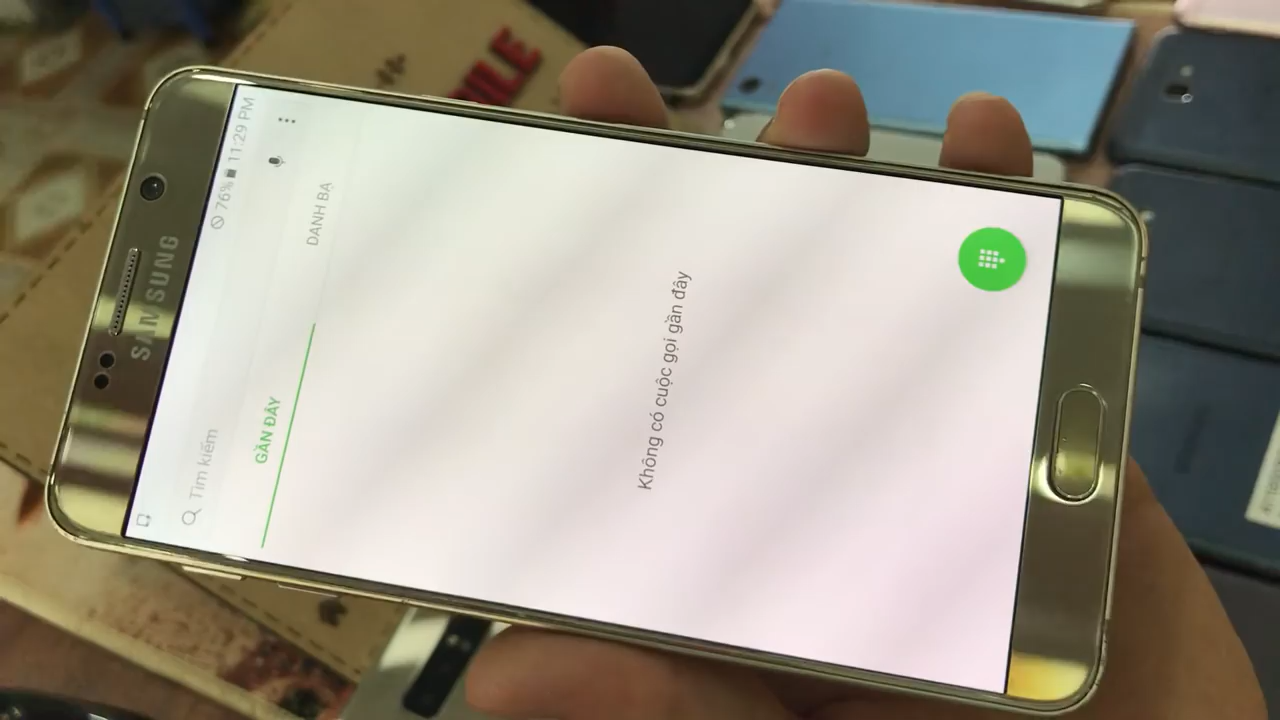 SAMSUNG
76% 11:29 PM
Tìm kiếm
GẦN ĐÂY
DANH BẠ
Không có cuộc gọi gần đây